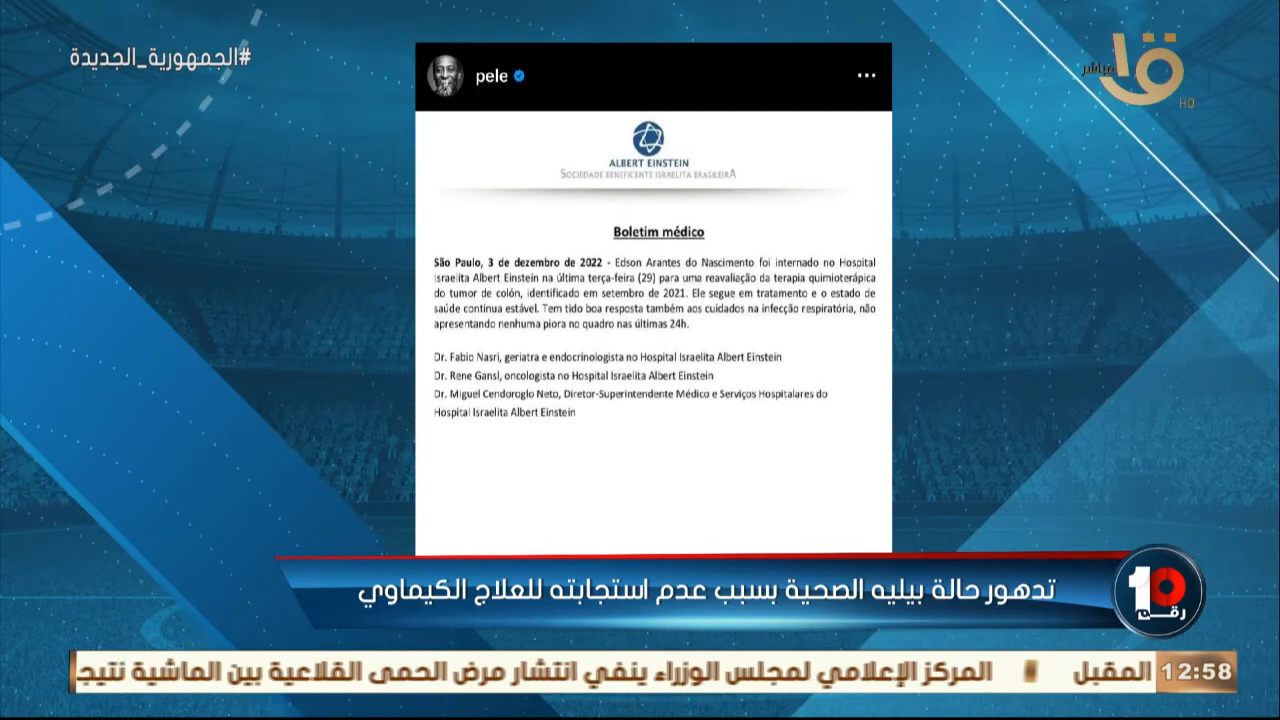 #الجمهورية_الجديدة
مباشر
HD
pele
ALBERT EINSTEIN
SOCIEDADE BENEFICENTE ISRAELITA BRASILEIRA
Boletim médico
São Paulo, 3 de dezembro de 2022 - Edson Arantes do Nascimento foi internado no Hospital
Israelita Albert Einstein na última terça-feira (29) para uma reavaliação da terapia quimioterápica
do tumor de colón, identificado em setembro de 2021. Ele segue em tratamento e o estado de
saúde continua estável. Tem tido boa resposta também aos cuidados na infecção respiratória, não
apresentando nenhuma piora no quadro nas últimas 24h.
Dr. Fabio Nasri, geriatra e endocrinologista no Hospital Israelita Albert Einstein
Dr. Rene Gansl, oncologista no Hospital Israelita Albert Einstein
Dr. Miguel Cendoroglo Neto, Diretor-Superintendente Médico e Serviços Hospitalares do
Hospital Israelita Albert Einstein
تدهور حالة بيليه الصحية بسبب عدم استجابته للعلاج الكيماوي
رقم 10
12:58 المقبل المركز الإعلامي لمجلس الوزراء ينفي انتشار مرض الحمى القلاعية بين الماشية نتيج